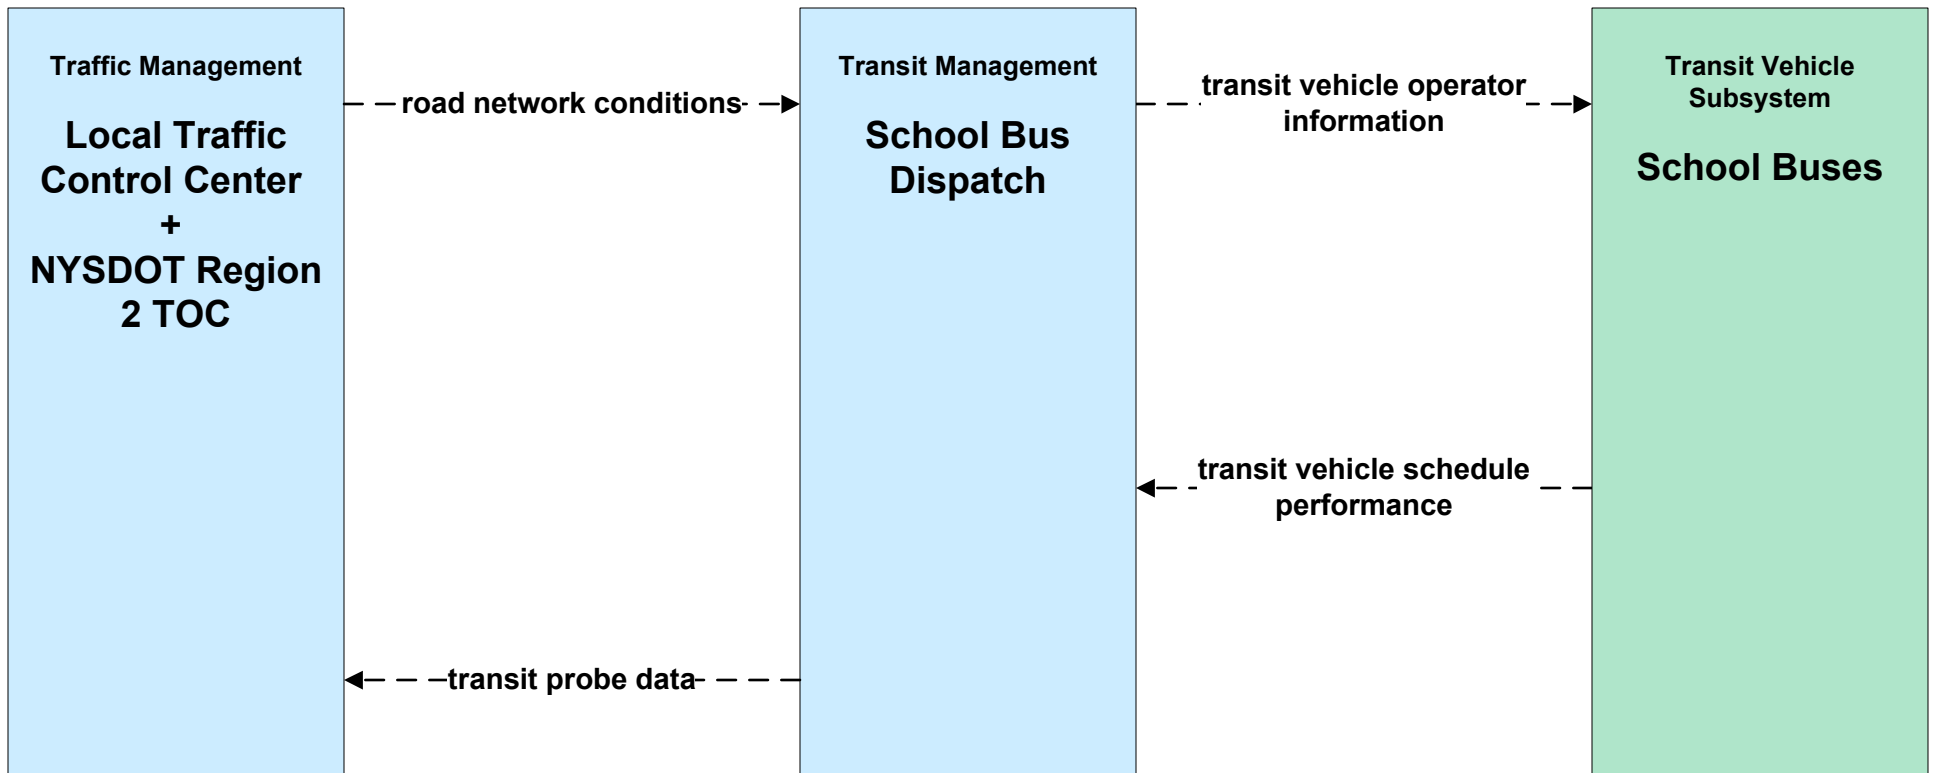 Traffic Management
Local Traffic
Control Center
+
NYSDOT Region
2 TOC
road network conditions
Transit Management
School Bus
Dispatch
transit vehicle operator
information
Transit Vehicle
Subsystem
School Buses
transit vehicle schedule
performance
transit probe data